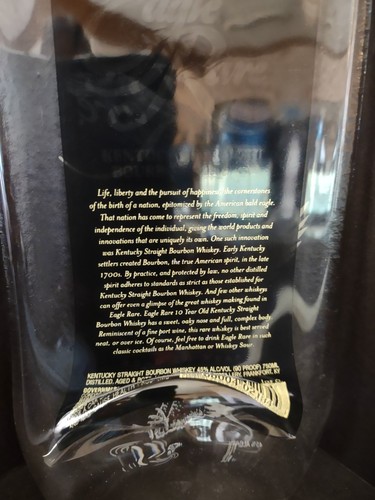 Life, liberty and the pursuit of happiness, the cornerstones
of the birth of a nation, epitomized by the American bald eagle.
That nation has come to represent the freedom, spirit and
independence of the individual, giving the world products and
innovations that are uniquely its own. One such innovation
was Kentucky Straight Bourbon Whiskey. Early Kentucky
settlers created Bourbon, the true American spirit, in the late
1700s. By practice, and protected by law, no other distilled
spirit adheres to standards as strict as those established for
Kentucky Straight Bourbon Whiskey. And few other whiskeys
can offer even a glimpse of the great whiskey making found in
Eagle Rare. Eagle Rare 10 Year Old Kentucky Straight
Bourbon Whiskey has a sweet, oaky nose and full, complex body.
Reminiscent of a fine port wine, this rare whiskey is best served
neat, or over ice. Of course, feel free to drink Eagle Rare in such
classic cocktails as the Manhattan or Whiskey Sour
KENTUCKY STRAIGHT BOURBON WHISKEY 45% ALC/VOL (90 PROOF) 750ML
DISTILLED, AGED & FRANKFORT, KY
GOVERNMENT